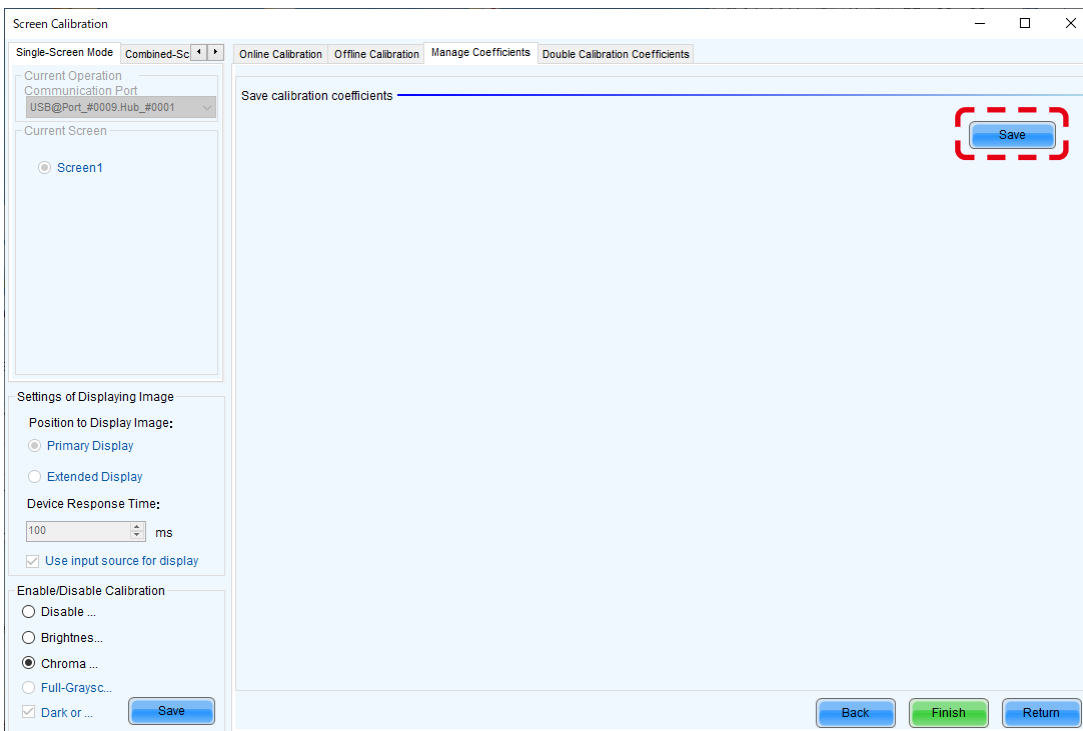 Screen Calibration
Single-Screen Mode Combined-Sc
Online Calibration Offline Calibration Manage Coefficients Double Calibration Coefficients
Current Operation
Communication Port
USB@Port_#0009.Hub_#0001
Current Screen
Screen1
Save calibration coefficients
Save
Settings of Displaying Image
Position to Display Image:
Primary Display
Extended Display
Device Response Time:
100 ms
Use input source for display
Enable/Disable Calibration
Disable ...
Brightnes...
Chroma ...
Full-Graysc...
Dark or ... Save
Back Finish Return